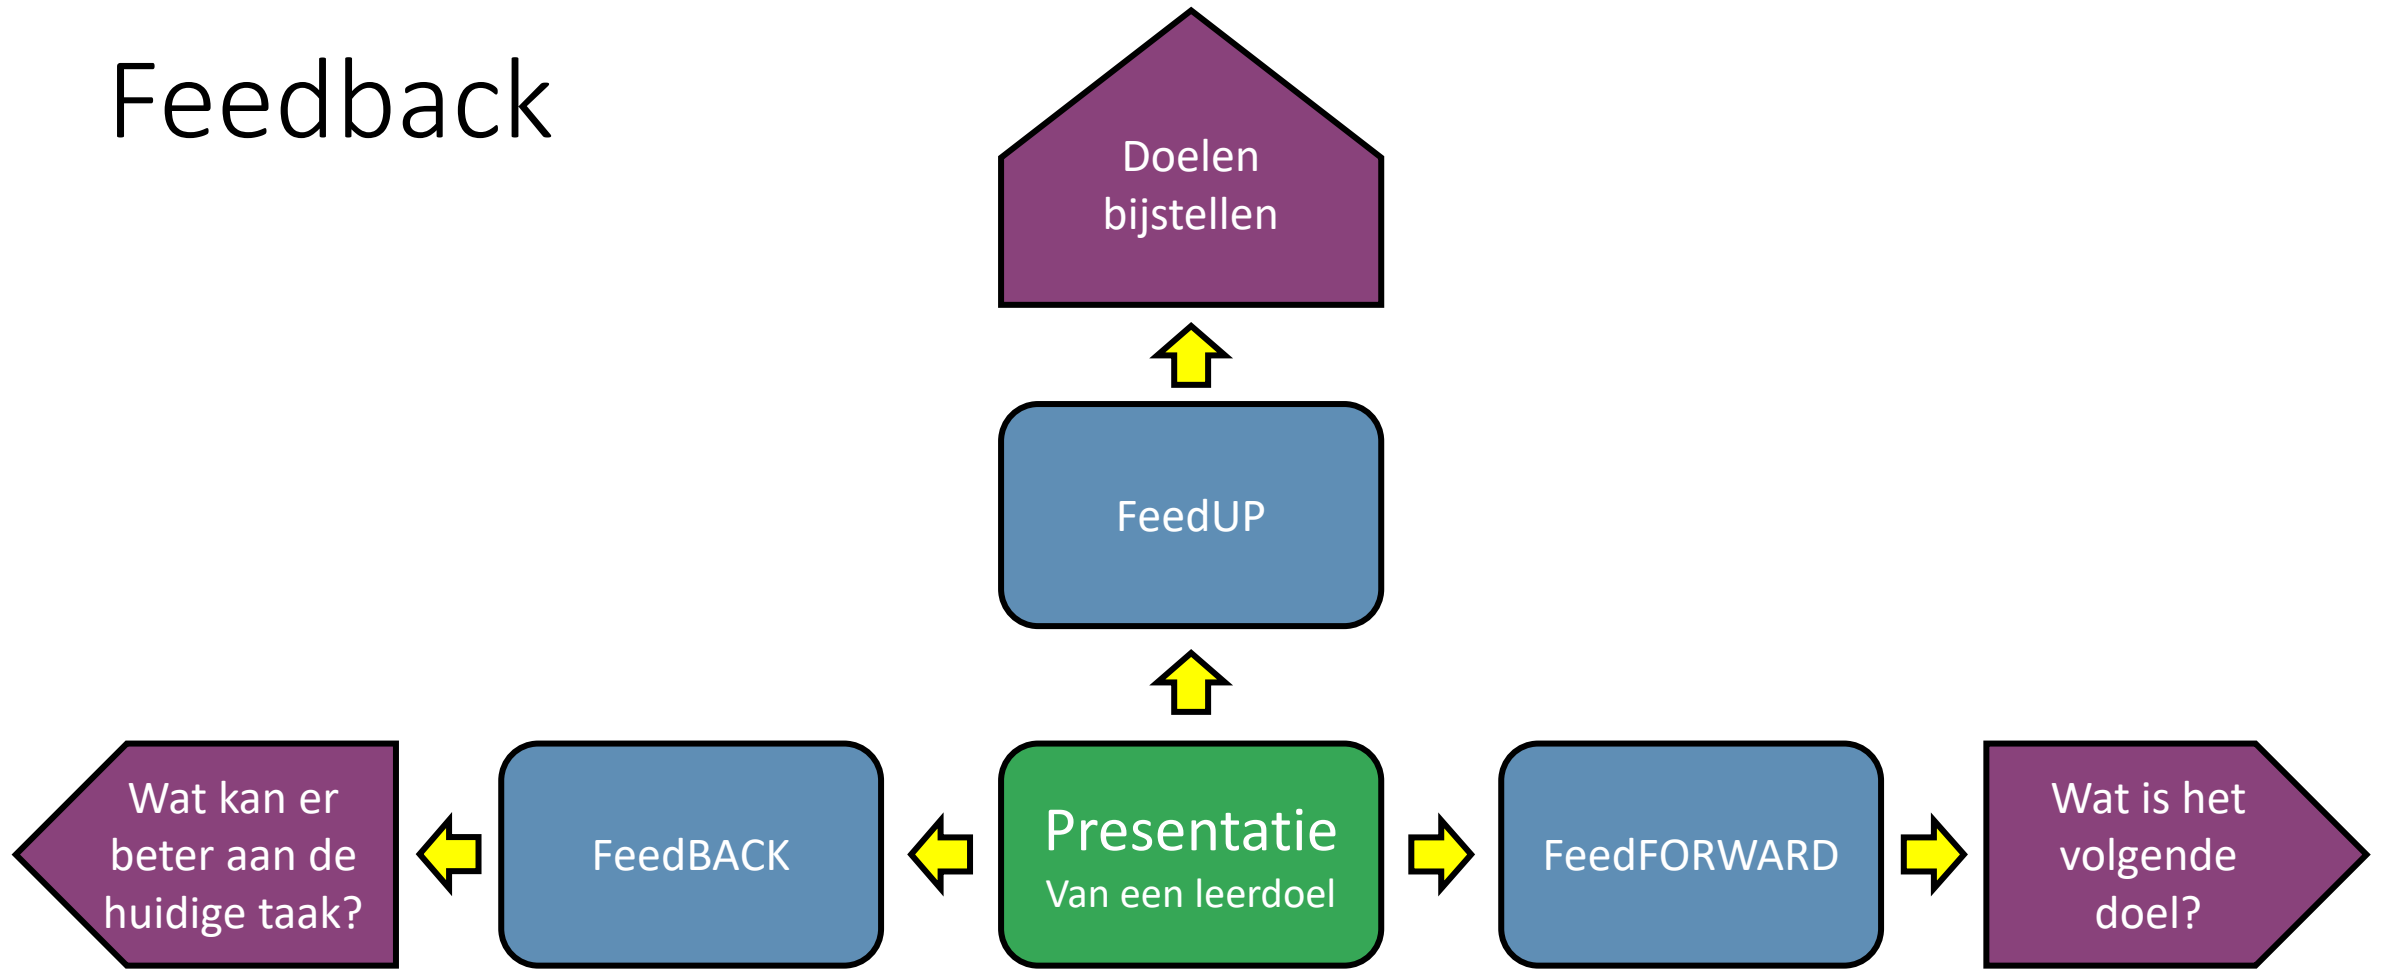 Feedback
Doelen
bijstellen
FeedUP
Wat kan er
beter aan de
huidige taak?
FeedBACK
Presentatie
Van een leerdoel
FeedFORWARD
Wat is het
volgende
doel?